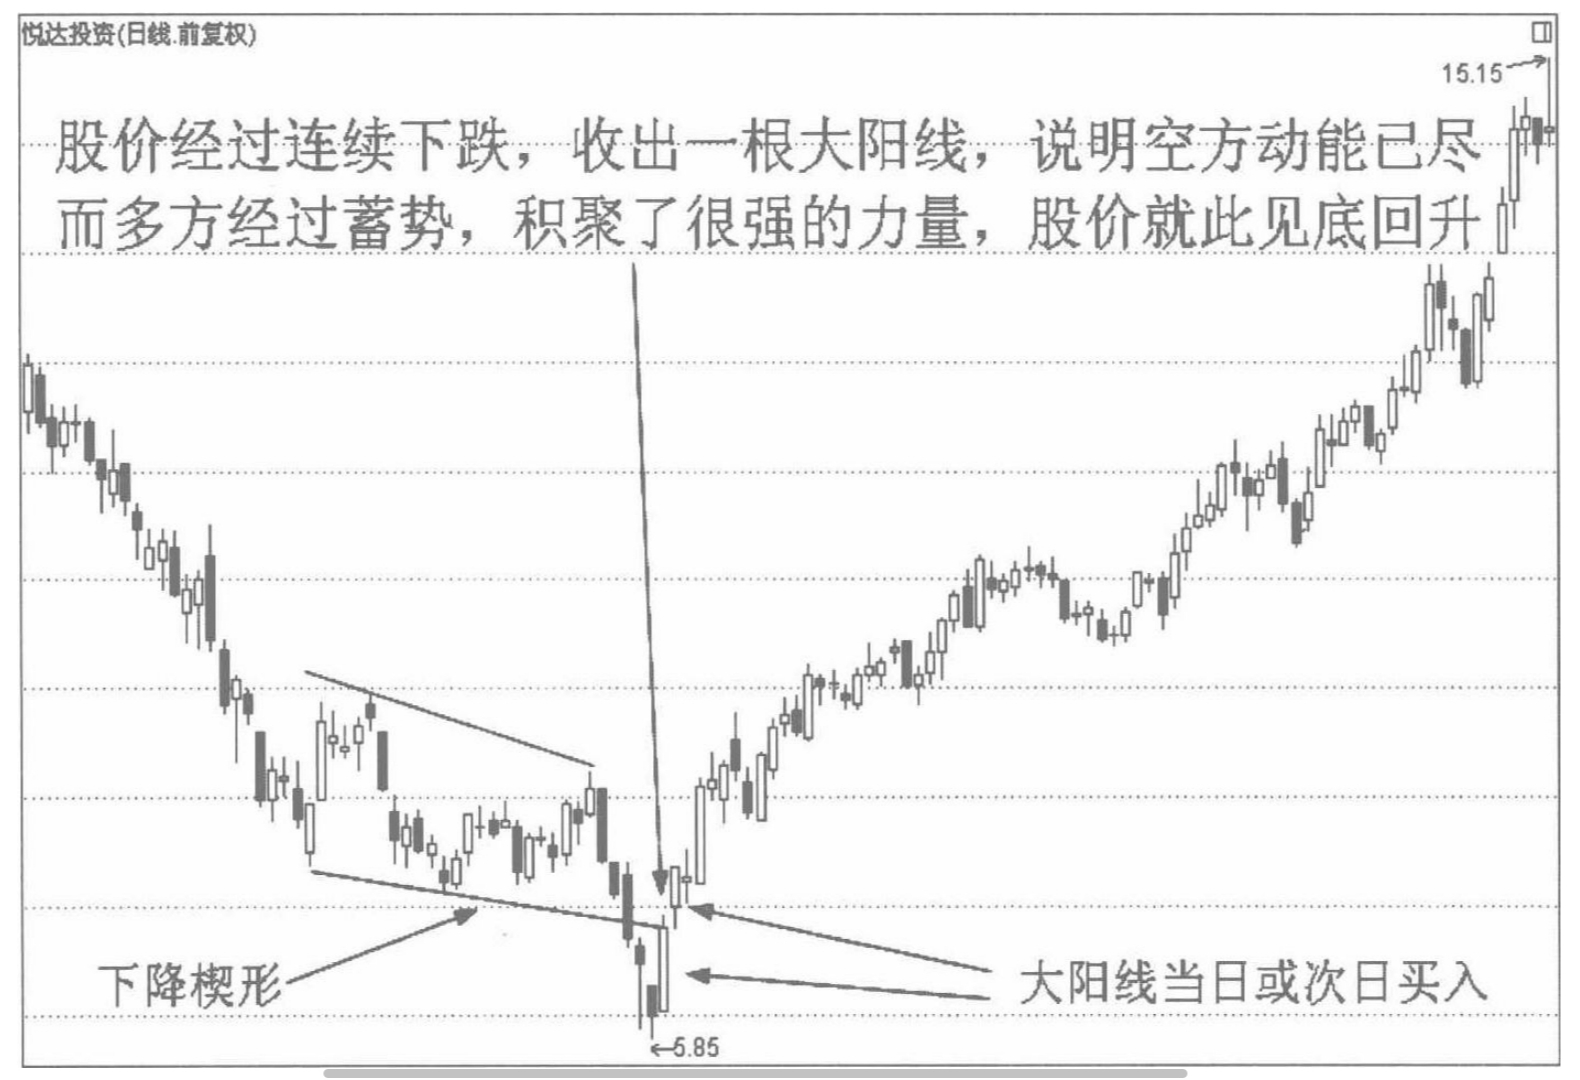 悦达投资(日线.前复权)
15.15
股价经过连续下跌，收出一根大阳线，说明空方动能已尽
而多方经过蓄势，积聚了很强的力量，股价就此见底回升
下降楔形
大阳线当日或次日买入
5.85